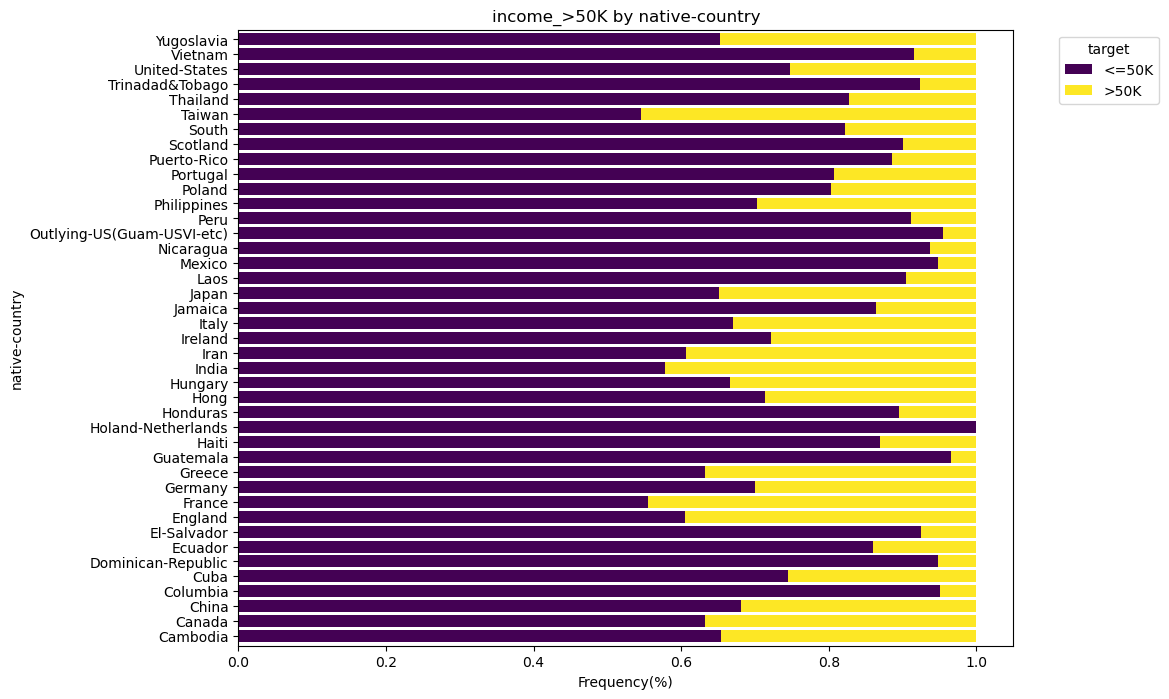 income_>50K by native-country
target
<=50K
>50K
native-country
Yugoslavia
Vietnam
United-States
Trinadad&Tobago
Thailand
Taiwan
South
Scotland
Puerto-Rico
Portugal
Poland
Philippines
Peru
Outlying-US(Guam-USVI-etc)
Nicaragua
Mexico
Laos
Japan
Jamaica
Italy
Ireland
Iran
India
Hungary
Hong
Honduras
Holand-Netherlands
Haiti
Guatemala
Greece
Germany
France
England
El-Salvador
Ecuador
Dominican-Republic
Cuba
Columbia
China
Canada
Cambodia
0.0 0.2 0.4 0.6 0.8 1.0
Frequency(%)